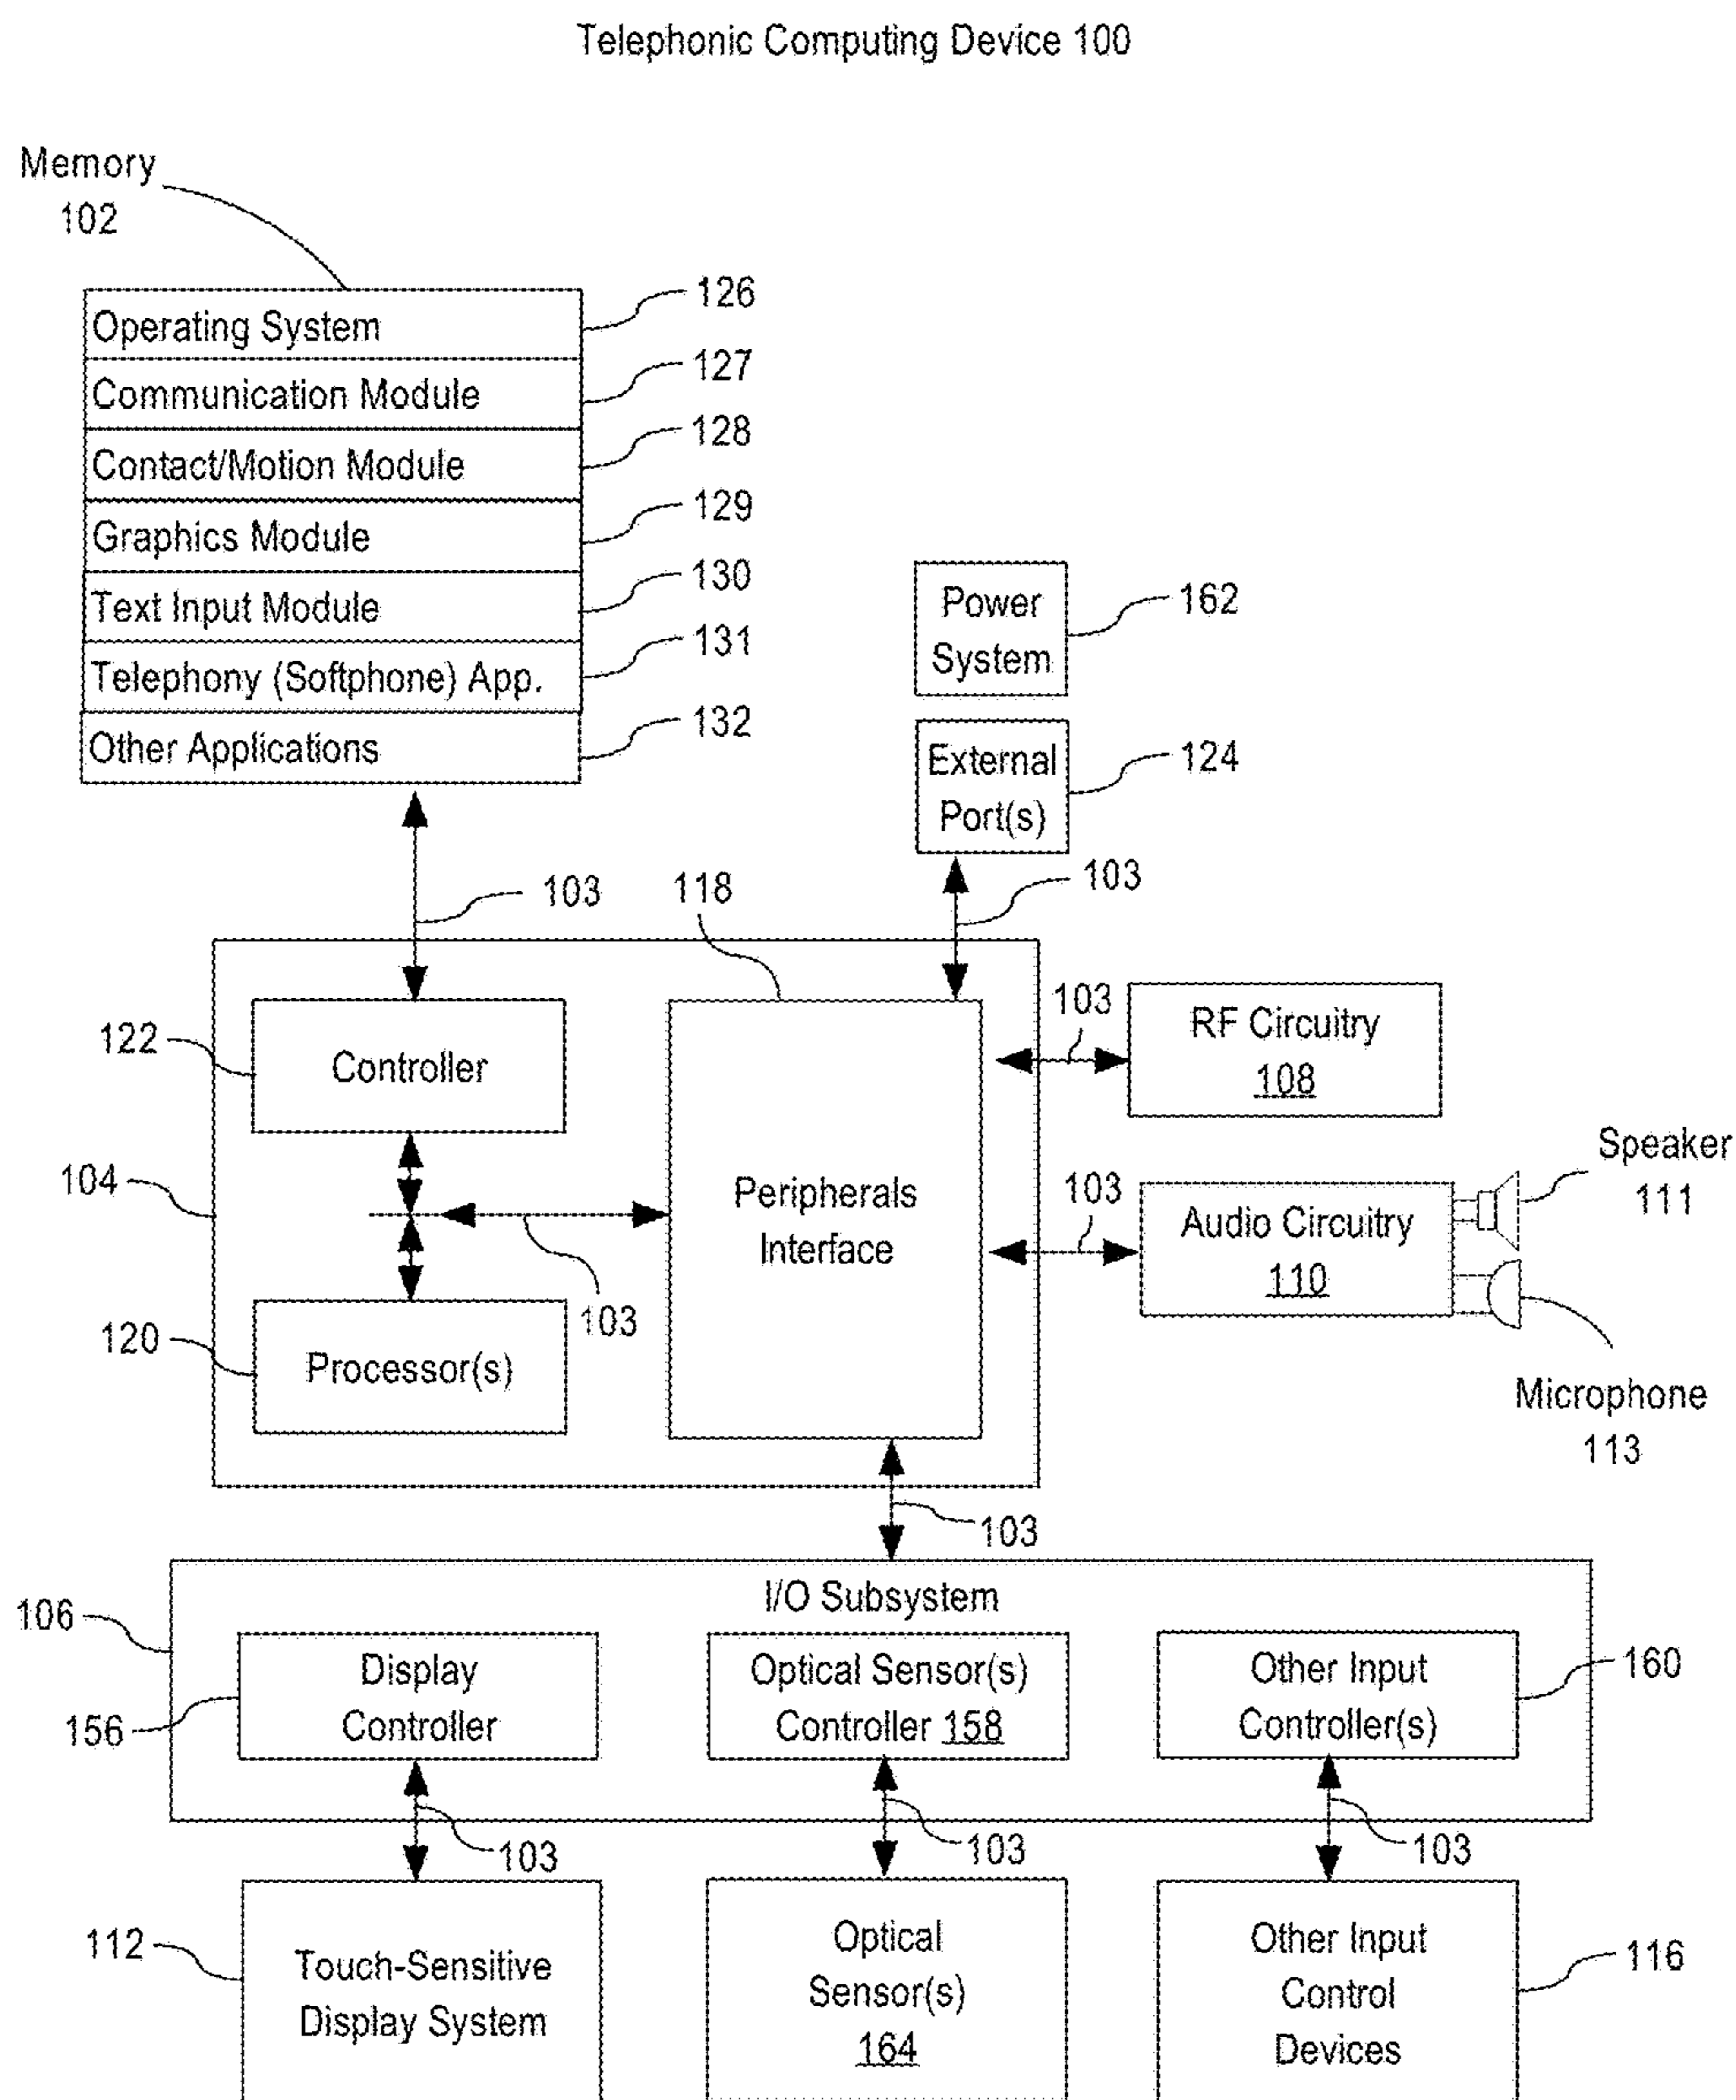 Telephonic Computing Device 100
Memory
102
Operating System
126
Communication Module
127
Contact/Motion Module
128
Graphics Module
129
Text Input Module
130
Telephony (Softphone) App.
131
Other Applications
132
Power
System
162
External
Port(s)
124
103
118
103
122
Controller
103
RF Circuitry
108
104
Peripherals
Interface
103
Audio Circuitry
110
Speaker
111
120
Processor(s)
103
Microphone
113
103
I/O Subsystem
106
Display
Controller
156
Optical Sensor(s)
Controller 158
Other Input
Controller(s)
160
103
103
103
112
Touch-Sensitive
Display System
Optical
Sensor(s)
164
Other Input
Control
Devices
116